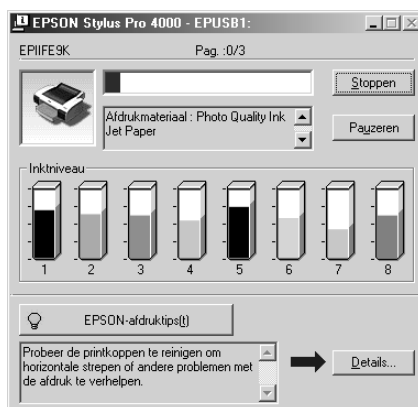 EPSON Stylus Pro 4000 - EPUSB1:
EPIIFE9K
Pag. :0/3
Stoppen
Afdrukmateriaal : Photo Quality Ink
Jet Paper
Pauzeren
Inktniveau
1 2 3 4 5 6 7 8
EPSON-afdruktips(t)
Probeer de printkoppen te reinigen om
horizontale strepen of andere problemen met
de afdruk te verhelpen.
Details...